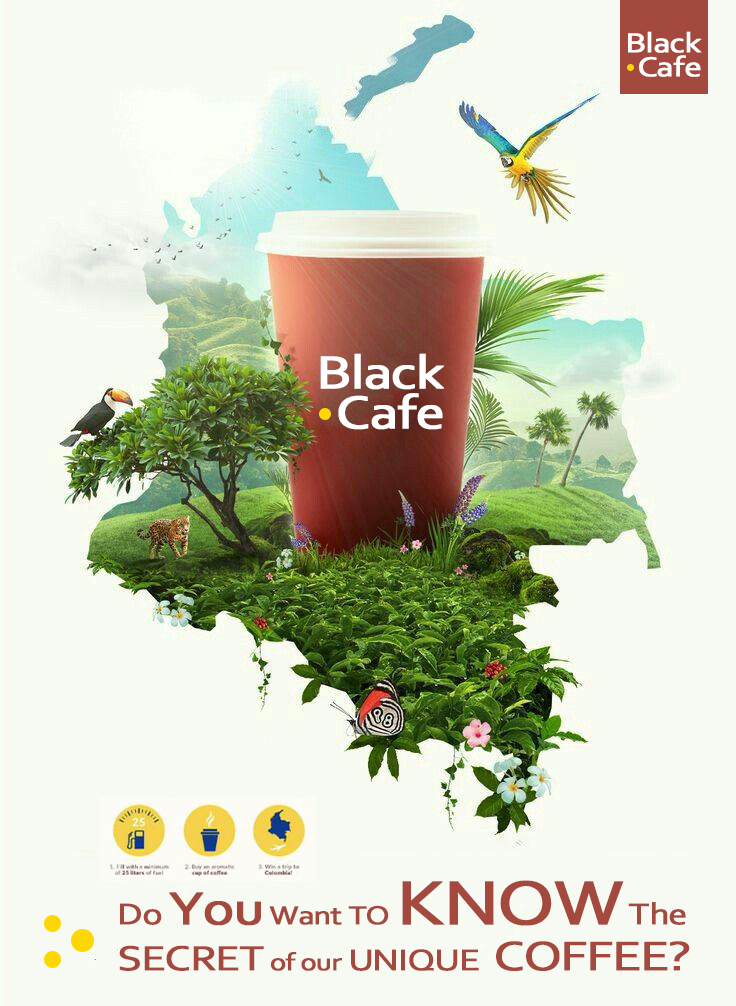 Black
Cafe
Black
Cafe
25
1. Fill with a minimum
of 25 liters of fuel
2. Buy an aromatic
cup of coffee
3. Win a trip to
Columbia!
Do You Want TO KNOW The
SECRET of our UNIQUE COFFEE?